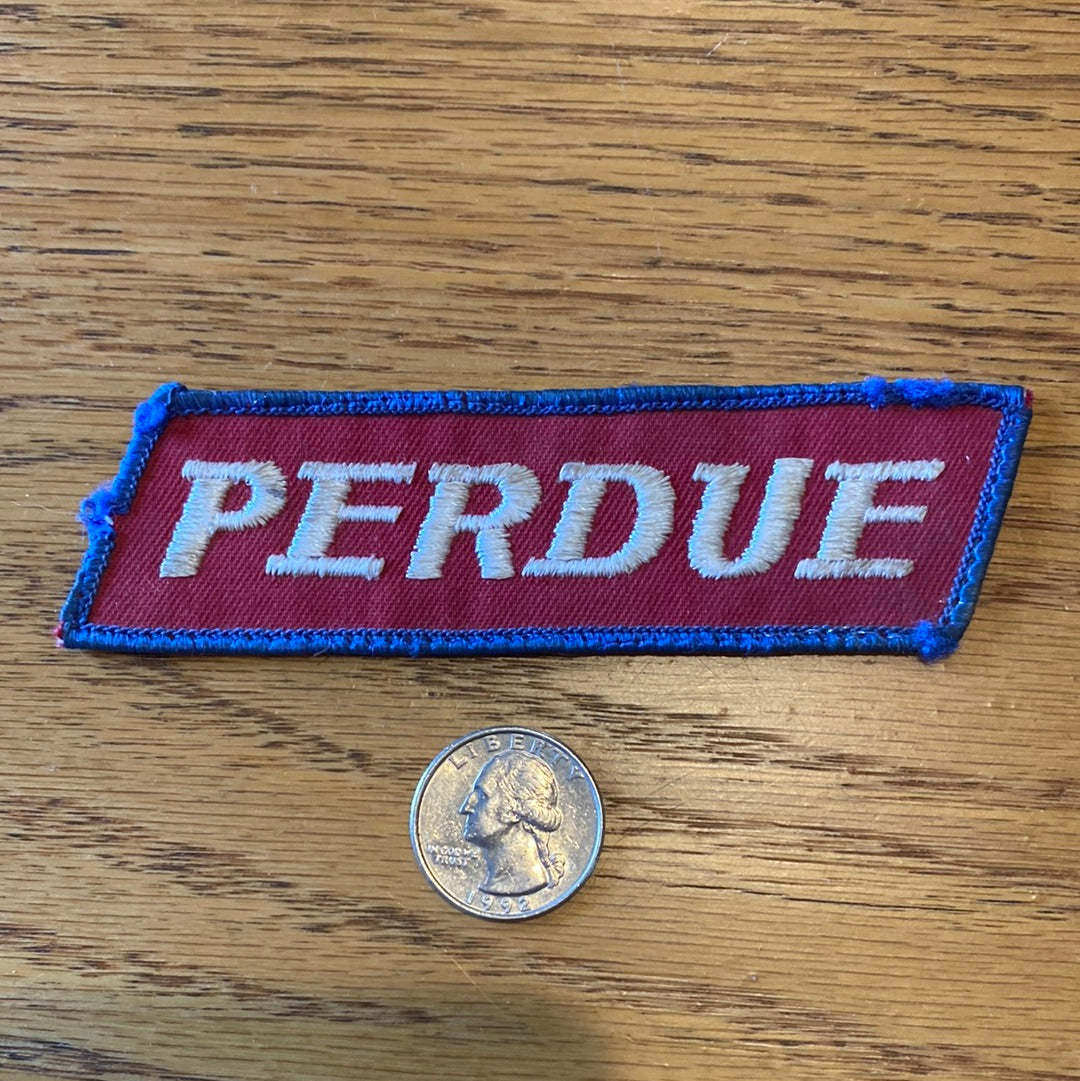 PERDUE
LIBERTY
IN GOD WE
TRUST
1992